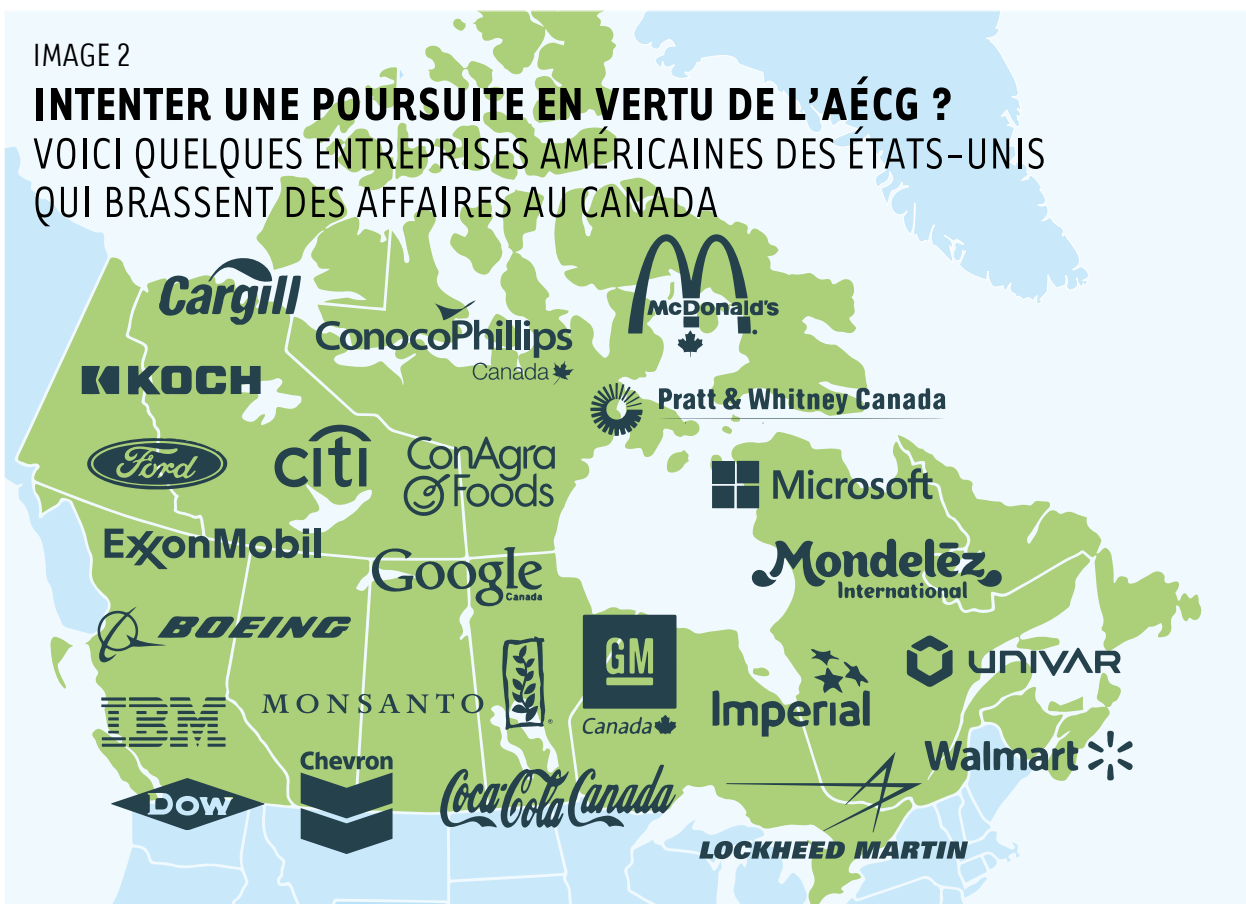 IMAGE 2
INTENTER UNE POURSUITE EN VERTU DE L'AÉCG ?
VOICI QUELQUES ENTREPRISES AMÉRICAINES DES ÉTATS-UNIS
QUI BRASSENT DES AFFAIRES AU CANADA
Cargill
ConocoPhillips
Canada
McDonald's
KOCH
Pratt & Whitney Canada
Ford
citi
ConAgra
Foods
Microsoft
ExxonMobil
Google
Canada
Mondelēz
International
BOEING
GM
Canada
UNIVAR
IBM
MONSANTO
Imperial
Walmart
Chevron
Dow
Coca-Cola Canada
LOCKHEED MARTIN